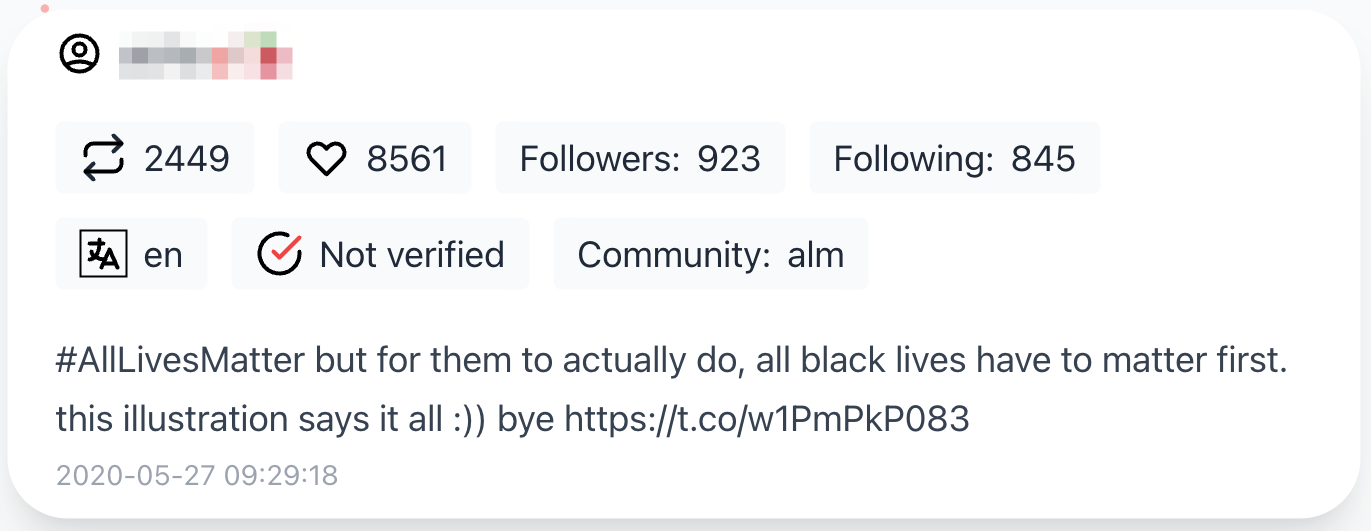 2449 8561 Followers: 923 Following: 845
en Not verified Community: alm
#AllLivesMatter but for them to actually do, all black lives have to matter first.
this illustration says it all :)) bye https://t.co/w1PmPkP083
2020-05-27 09:29:18